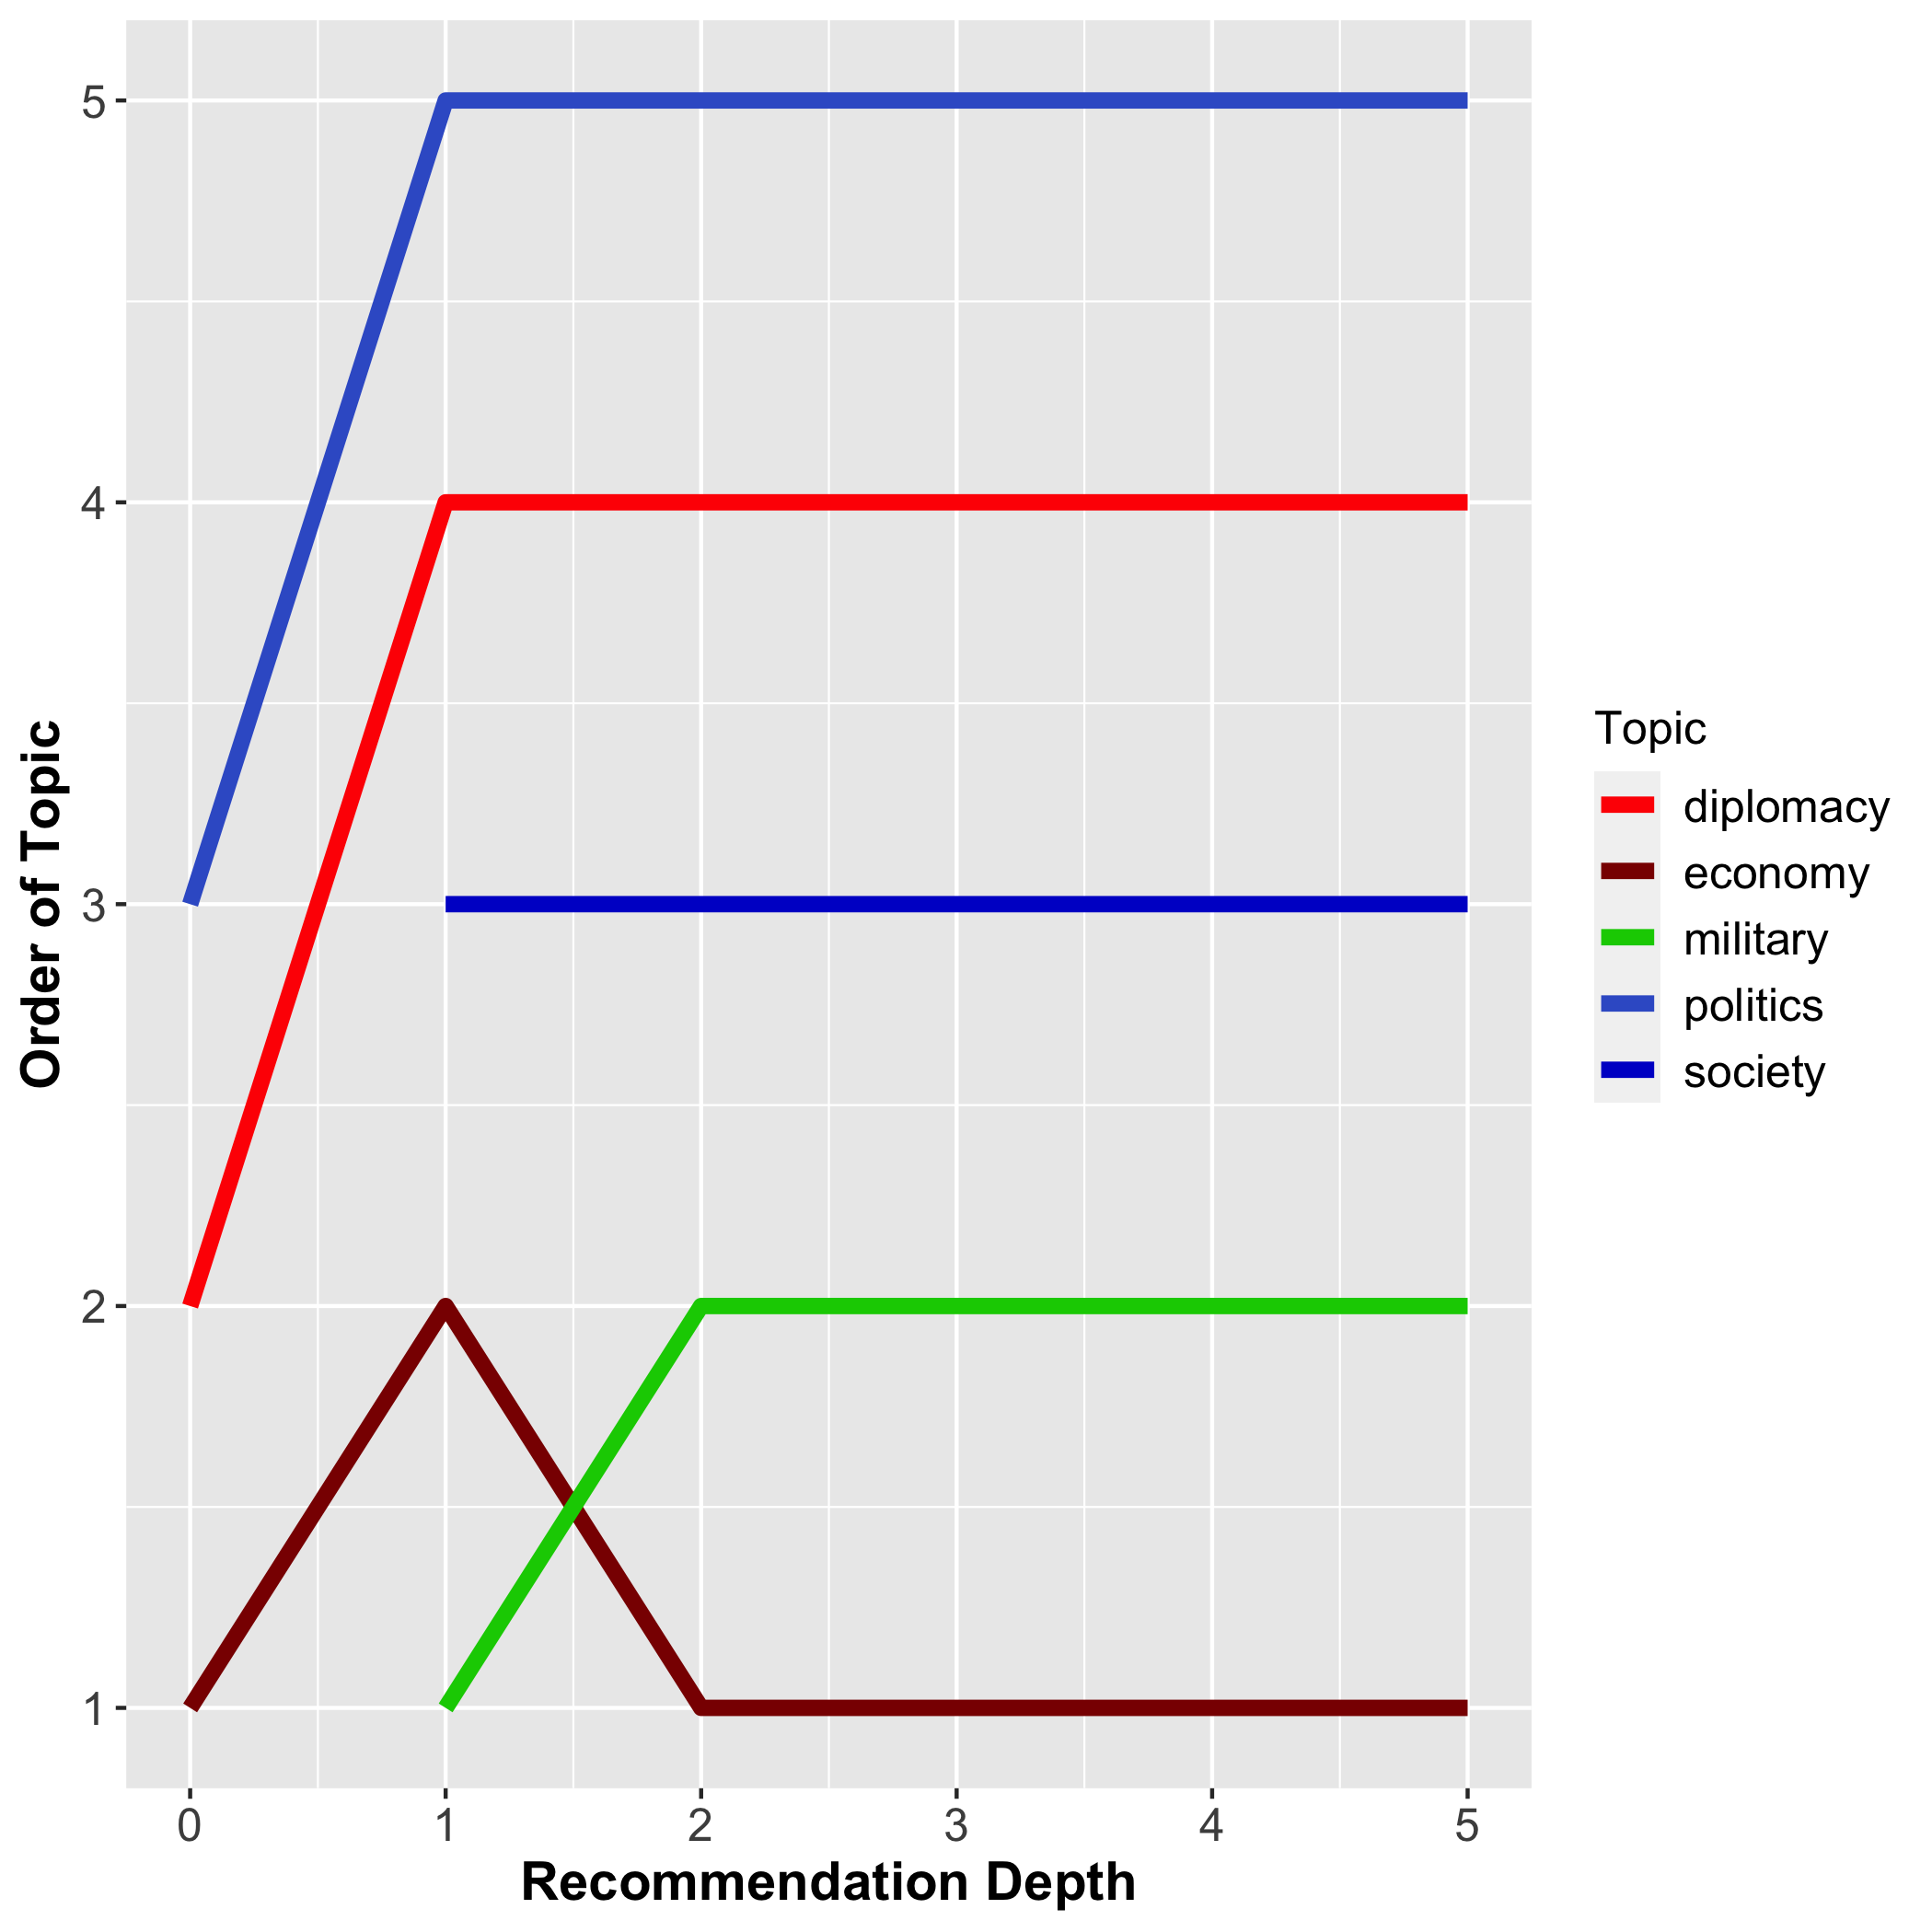 Order of Topic
5
4
3
2
1
0 1 2 3 4 5
Recommendation Depth
Topic
diplomacy
economy
military
politics
society